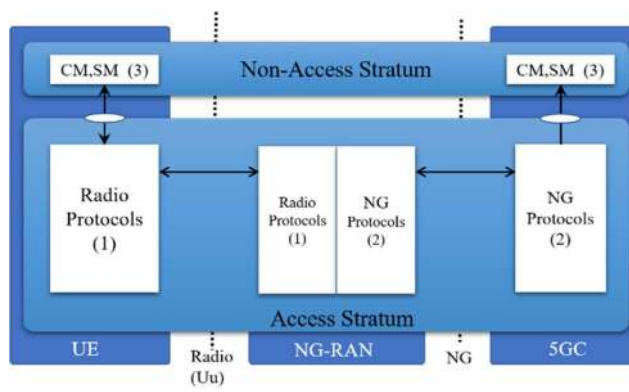 CM,SM (3)
Non-Access Stratum
CM,SM (3)
Radio
Protocols
(1)
Radio
Protocols
(1)
NG
Protocols
(2)
NG
Protocols
(2)
Access Stratum
UE
Radio
(Uu)
NG-RAN
NG
5GC